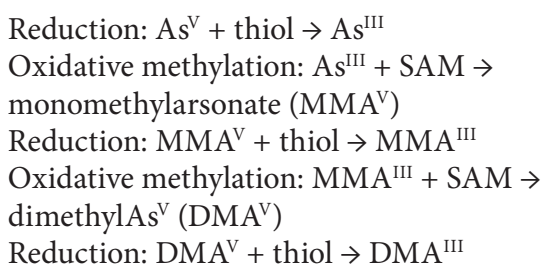 Reduction: Asⱽ + thiol → Asᴵᴵᴵ
Oxidative methylation: Asᴵᴵᴵ + SAM →
monomethylarsonate (MMAⱽ)
Reduction: MMAⱽ + thiol → MMAᴵᴵᴵ
Oxidative methylation: MMAᴵᴵᴵ + SAM →
dimethylAsⱽ (DMAⱽ)
Reduction: DMAⱽ + thiol → DMAᴵᴵᴵ